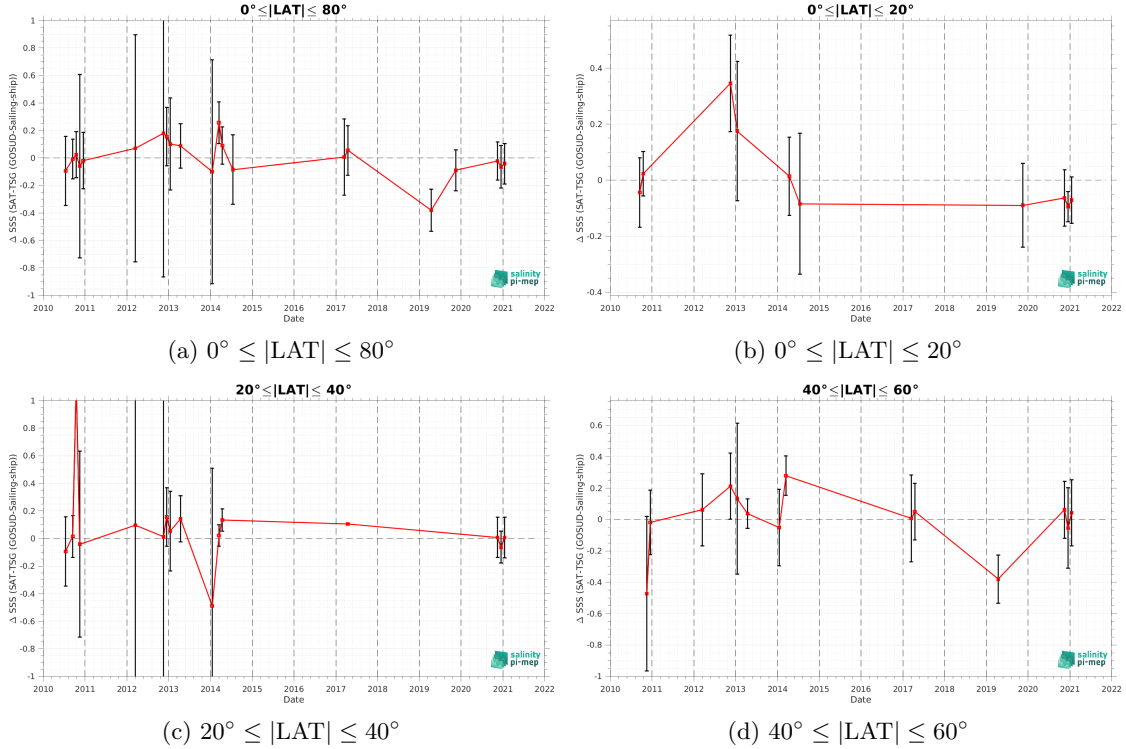 0°≤|LAT|≤ 80°
Δ SSS (SAT-TSG (GOSUD-Sailing-ship))
1
0.8
0.6
0.4
0.2
0
-0.2
-0.4
-0.6
-0.8
-1
2010 2011 2012 2013 2014 2015 2016 2017 2018 2019 2020 2021 2022
Date
salinity
pi-mep
(a) 0° ≤ |LAT| ≤ 80°
0°≤|LAT|≤ 20°
Δ SSS (SAT-TSG (GOSUD-Sailing-ship))
0.4
0.2
0
-0.2
-0.4
2010 2011 2012 2013 2014 2015 2016 2017 2018 2019 2020 2021 2022
Date
salinity
pi-mep
(b) 0° ≤ |LAT| ≤ 20°
20°≤|LAT|≤ 40°
Δ SSS (SAT-TSG (GOSUD-Sailing-ship))
1
0.8
0.6
0.4
0.2
0
-0.2
-0.4
-0.6
-0.8
-1
2010 2011 2012 2013 2014 2015 2016 2017 2018 2019 2020 2021 2022
Date
salinity
pi-mep
(c) 20° ≤ |LAT| ≤ 40°
40°≤|LAT|≤ 60°
Δ SSS (SAT-TSG (GOSUD-Sailing-ship))
0.6
0.4
0.2
0
-0.2
-0.4
-0.6
-0.8
-1
2010 2011 2012 2013 2014 2015 2016 2017 2018 2019 2020 2021 2022
Date
salinity
pi-mep
(d) 40° ≤ |LAT| ≤ 60°